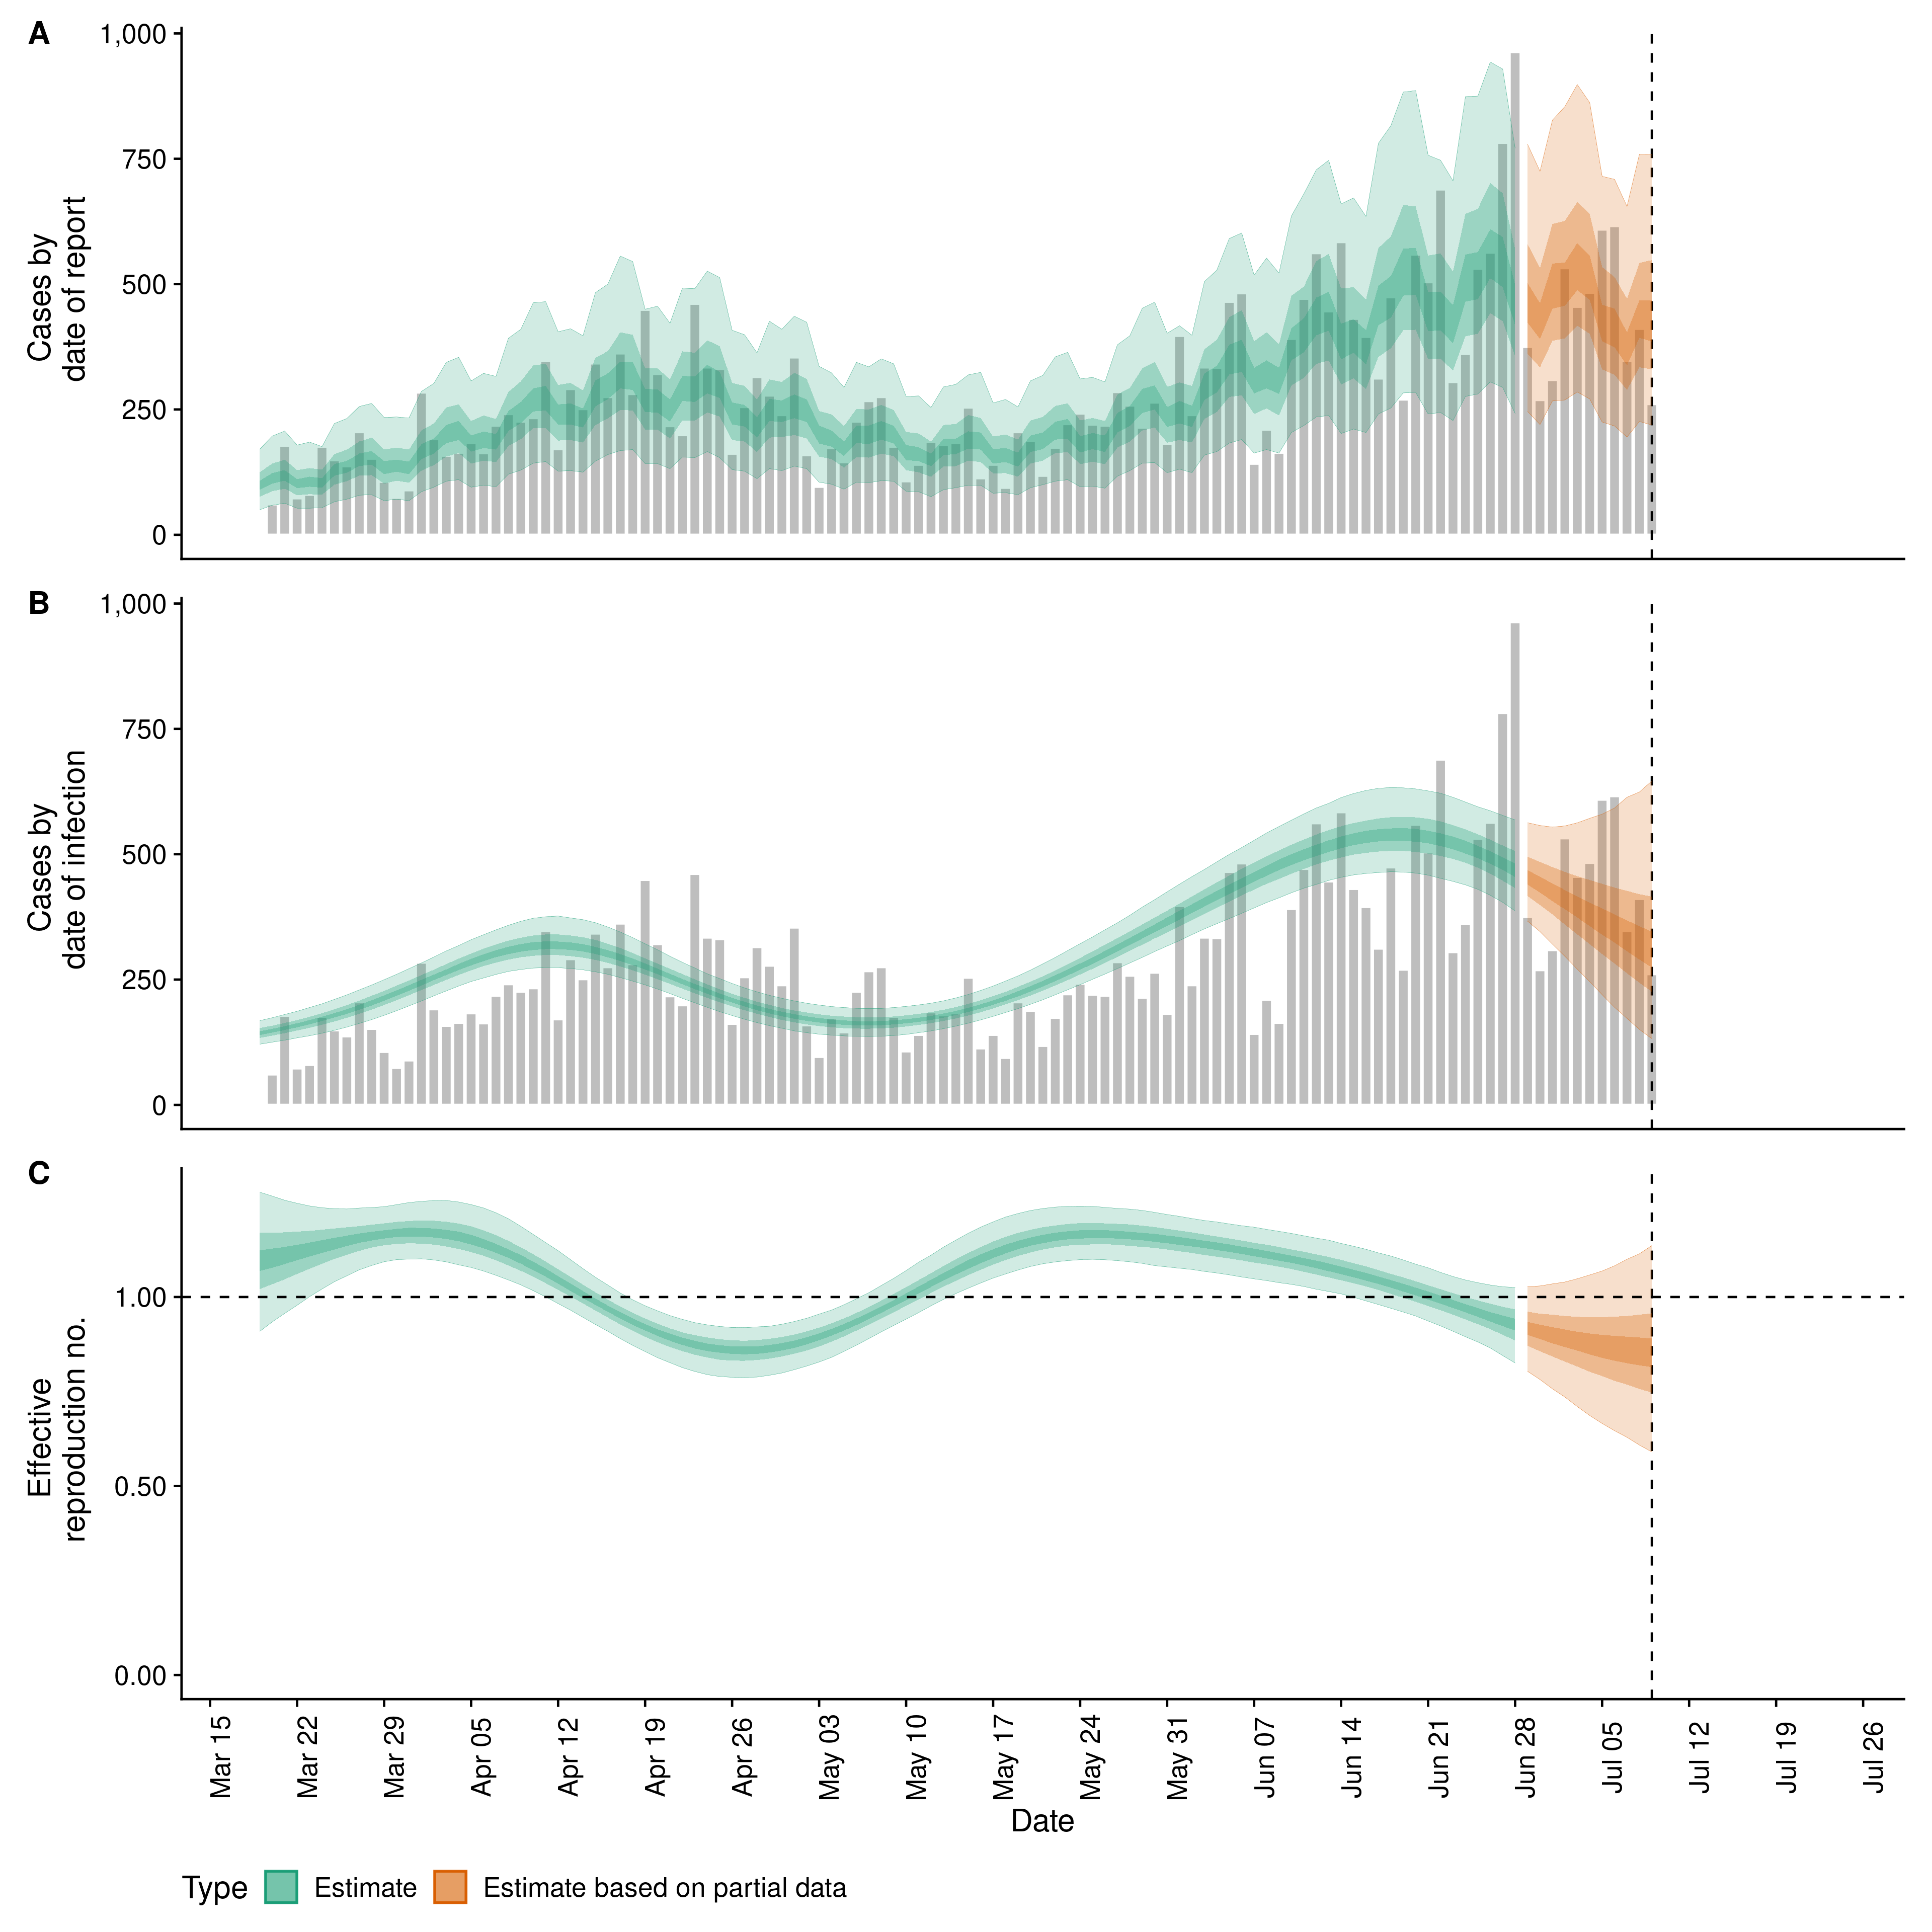 A
1,000
750
500
250
0
Cases by
date of report
B
1,000
750
500
250
0
Cases by
date of infection
C
1.00
0.50
0.00
Effective
reproduction no.
Mar 15
Mar 22
Mar 29
Apr 05
Apr 12
Apr 19
Apr 26
May 03
May 10
May 17
May 24
May 31
Jun 07
Jun 14
Jun 21
Jun 28
Jul 05
Jul 12
Jul 19
Jul 26
Date
Type Estimate Estimate based on partial data